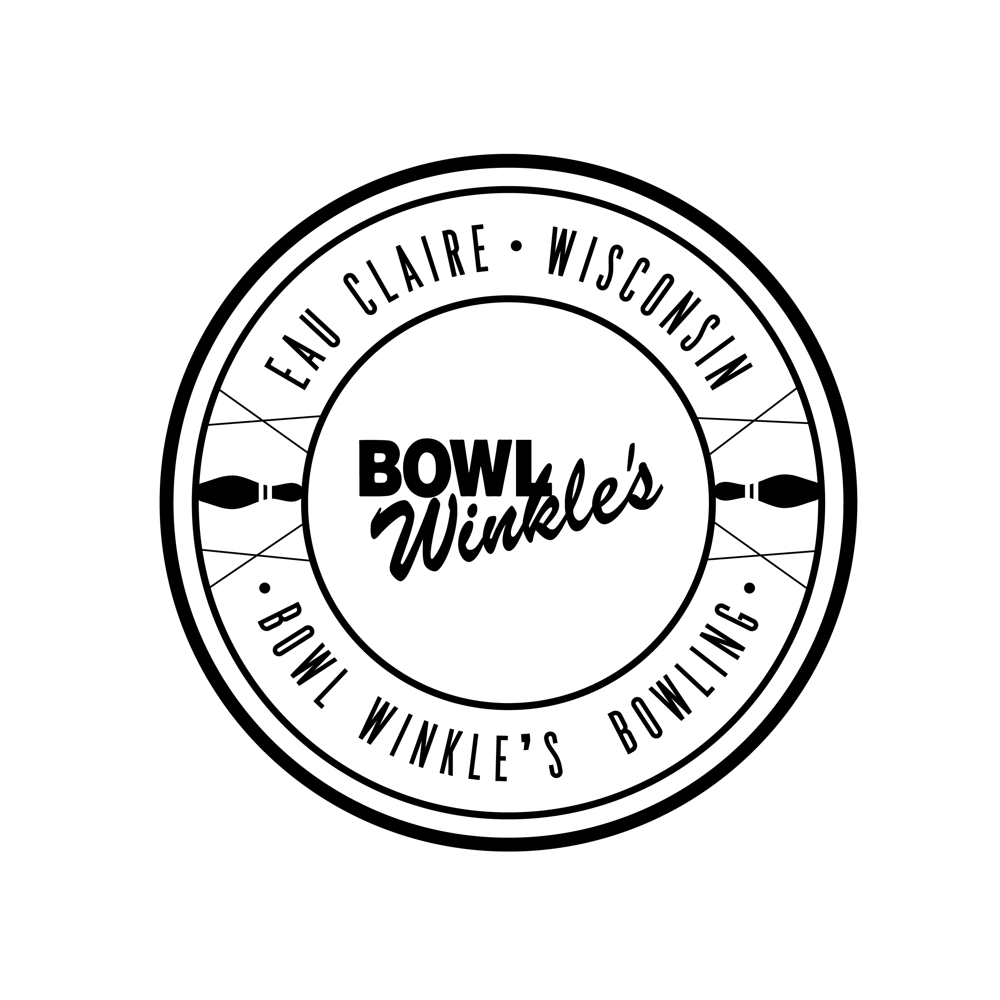 EAU CLAIRE • WISCONSIN
BOWL
Winkle's
• BOWL WINKLE'S BOWLING •